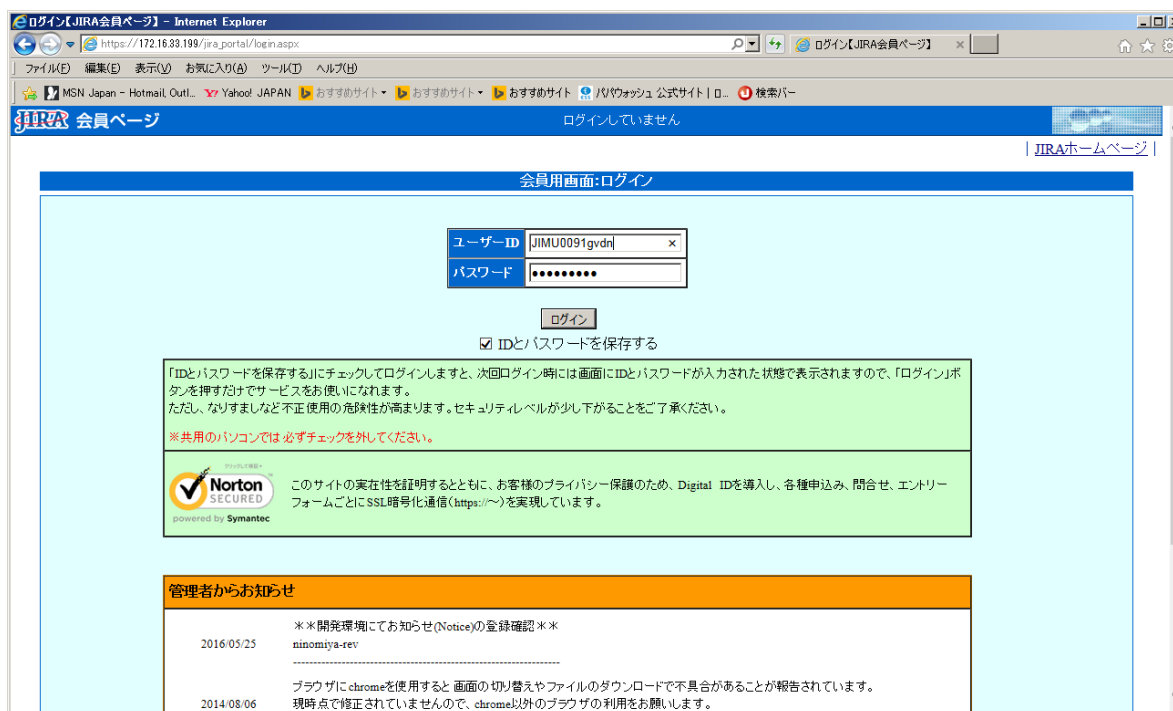 ログイン【JIRA会員ページ】 - Internet Explorer
https://172.16.33.199/jira_portal/login.aspx
ログイン【JIRA会員ページ】
ファイル(F) 編集(E) 表示(V) お気に入り(A) ツール(T) ヘルプ(H)
MSN Japan - Hotmail, Outl... Yahoo! JAPAN おすすめサイト おすすめサイト おすすめサイト パパウォッシュ 公式サイト | ロ... 検索バー
JIRA 会員ページ
ログインしていません
| JIRAホームページ |
会員用画面:ログイン
ユーザーID JIMU0091gvdn
パスワード ●●●●●●●●●
ログイン
IDとパスワードを保存する
「IDとパスワードを保存する」にチェックしてログインしますと、次回ログイン時には画面にIDとパスワードが入力された状態で表示されますので、「ログイン」ボ
タンを押すだけでサービスをお使いになれます。
ただし、なりすましなど不正使用の危険性が高まります。セキュリティレベルが少し下がることをご了承ください。
※共用のパソコンでは必ずチェックを外してください。
Norton
SECURED
powered by Symantec
このサイトの実在性を証明するとともに、お客様のプライバシー保護のため、Digital IDを導入し、各種申込み、問合せ、エントリー
フォームごとにSSL暗号化通信(https://～)を実現しています。
管理者からお知らせ
2016/05/25
＊＊開発環境にてお知らせ(Notice)の登録確認＊＊
ninomiya-rev
------------------------------------------------------------------
2014/08/06
ブラウザにchromeを使用すると画面の切り替えやファイルのダウンロードで不具合があることが報告されています。
現時点で修正されていませんので、chrome以外のブラウザの利用をお願いします。